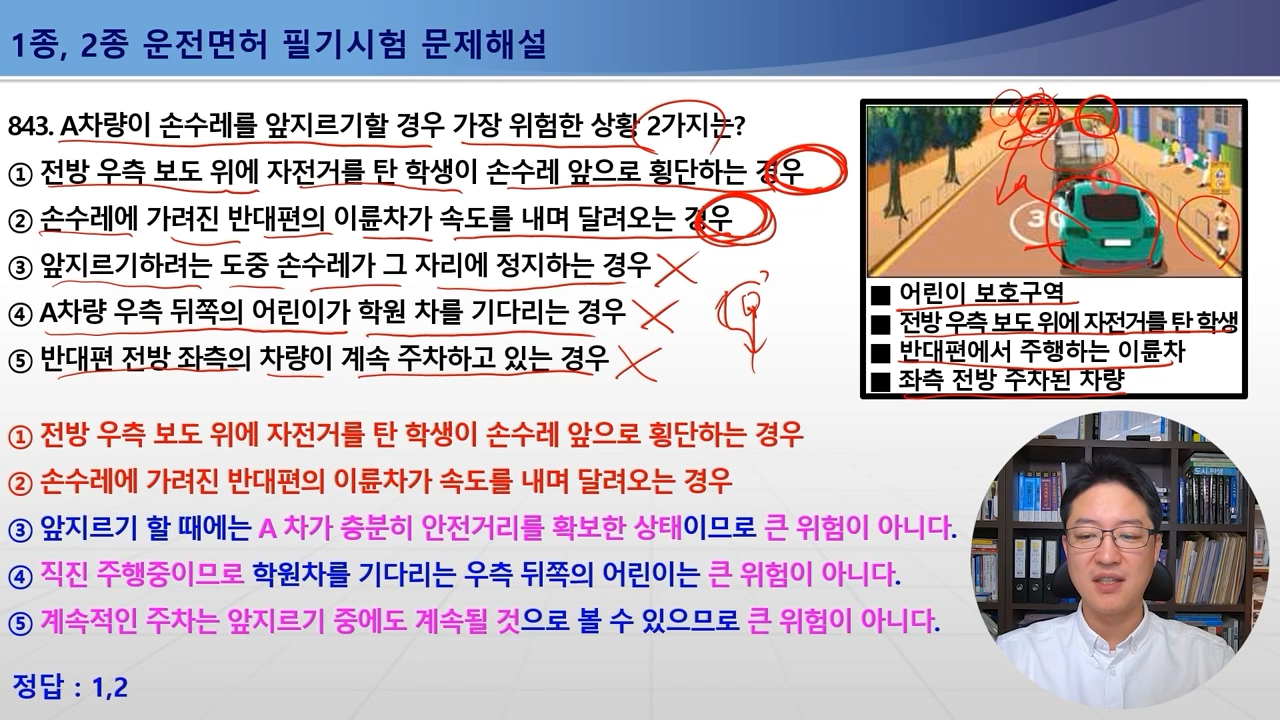 1종, 2종 운전면허 필기시험 문제해설
843. A차량이 손수레를 앞지르기할 경우 가장 위험한 상황 2가지는?
① 전방 우측 보도 위에 자전거를 탄 학생이 손수레 앞으로 횡단하는 경우
② 손수레에 가려진 반대편의 이륜차가 속도를 내며 달려오는 경우
③ 앞지르기하려는 도중 손수레가 그 자리에 정지하는 경우
④ A차량 우측 뒤쪽의 어린이가 학원 차를 기다리는 경우
⑤ 반대편 전방 좌측의 차량이 계속 주차하고 있는 경우
30
■ 어린이 보호구역
■ 전방 우측 보도 위에 자전거를 탄 학생
■ 반대편에서 주행하는 이륜차
■ 좌측 전방 주차된 차량
① 전방 우측 보도 위에 자전거를 탄 학생이 손수레 앞으로 횡단하는 경우
② 손수레에 가려진 반대편의 이륜차가 속도를 내며 달려오는 경우
③ 앞지르기 할 때에는 A 차가 충분히 안전거리를 확보한 상태이므로 큰 위험이 아니다.
④ 직진 주행중이므로 학원차를 기다리는 우측 뒤쪽의 어린이는 큰 위험이 아니다.
⑤ 계속적인 주차는 앞지르기 중에도 계속될 것으로 볼 수 있으므로 큰 위험이 아니다.
정답 : 1,2